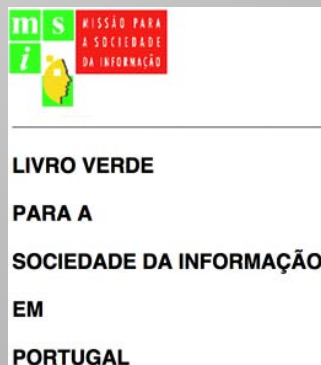 m s i
MISSÃO PARA
A SOCIEDADE
DA INFORMAÇÃO
LIVRO VERDE
PARA A
SOCIEDADE DA INFORMAÇÃO
EM
PORTUGAL